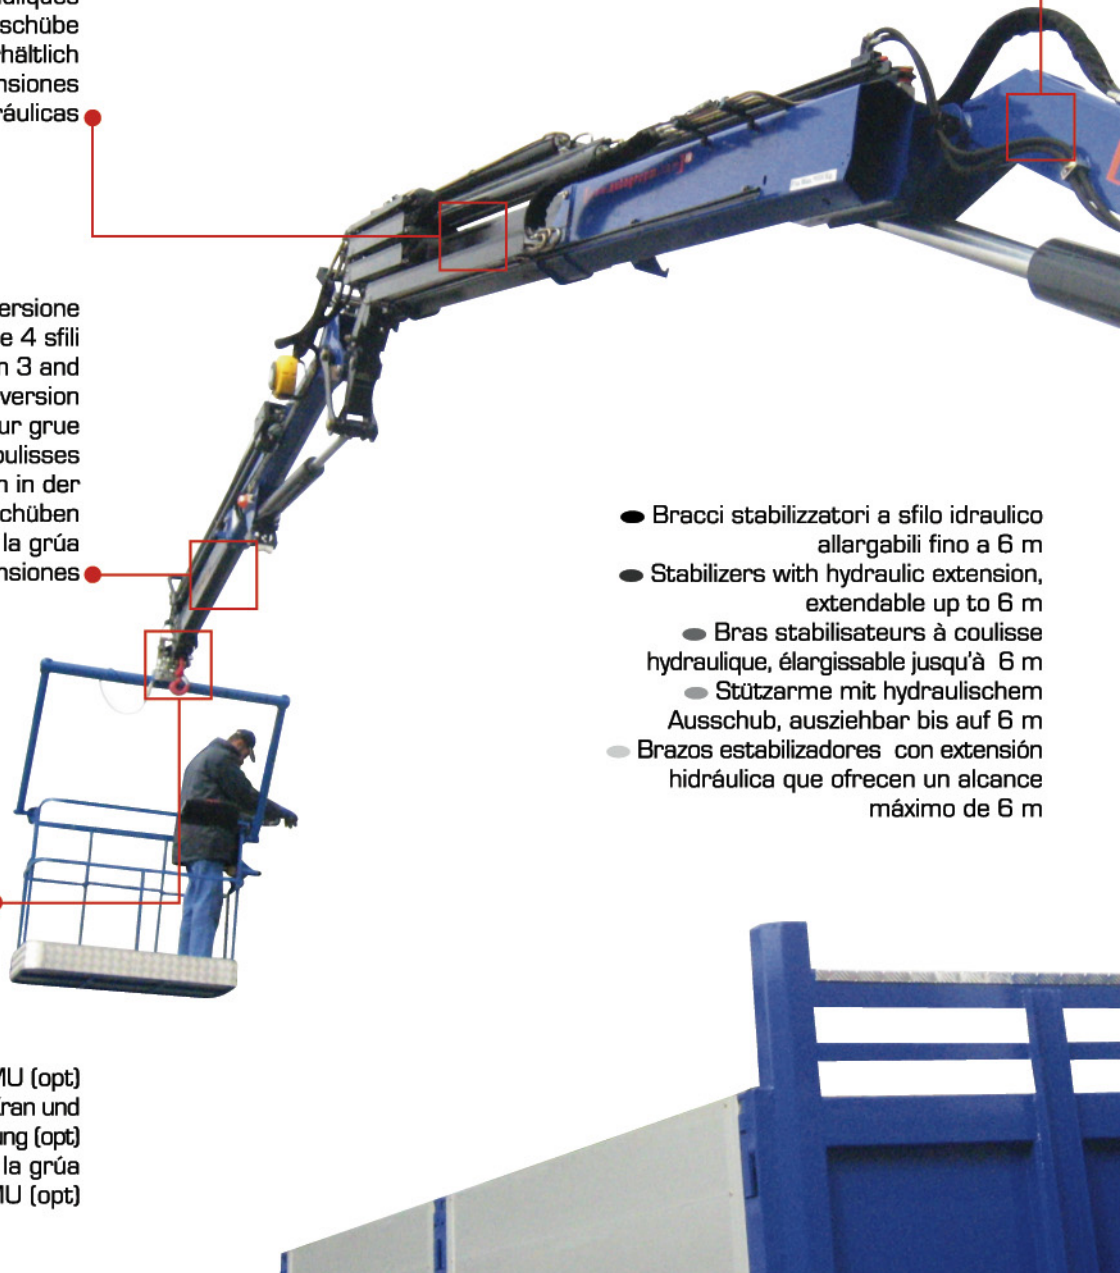 schübe
hältlich
nsiones
ráulicas
ersione
e 4 sfili
n 3 and
version
ur grue
oulisses
n in der
chüben
la grúa
nsiones
Bracci stabilizzatori a sfilo idraulico
allargabili fino a 6 m
Stabilizers with hydraulic extension,
extendable up to 6 m
Bras stabilisateurs à coulisse
hydraulique, élargissable jusqu'à 6 m
Stützarme mit hydraulischem
Ausschub, ausziehbar bis auf 6 m
Brazos estabilizadores con extensión
hidráulica que ofrecen un alcance
máximo de 6 m
MU (opt)
Kran und
ung (opt)
la grúa
MU (opt)